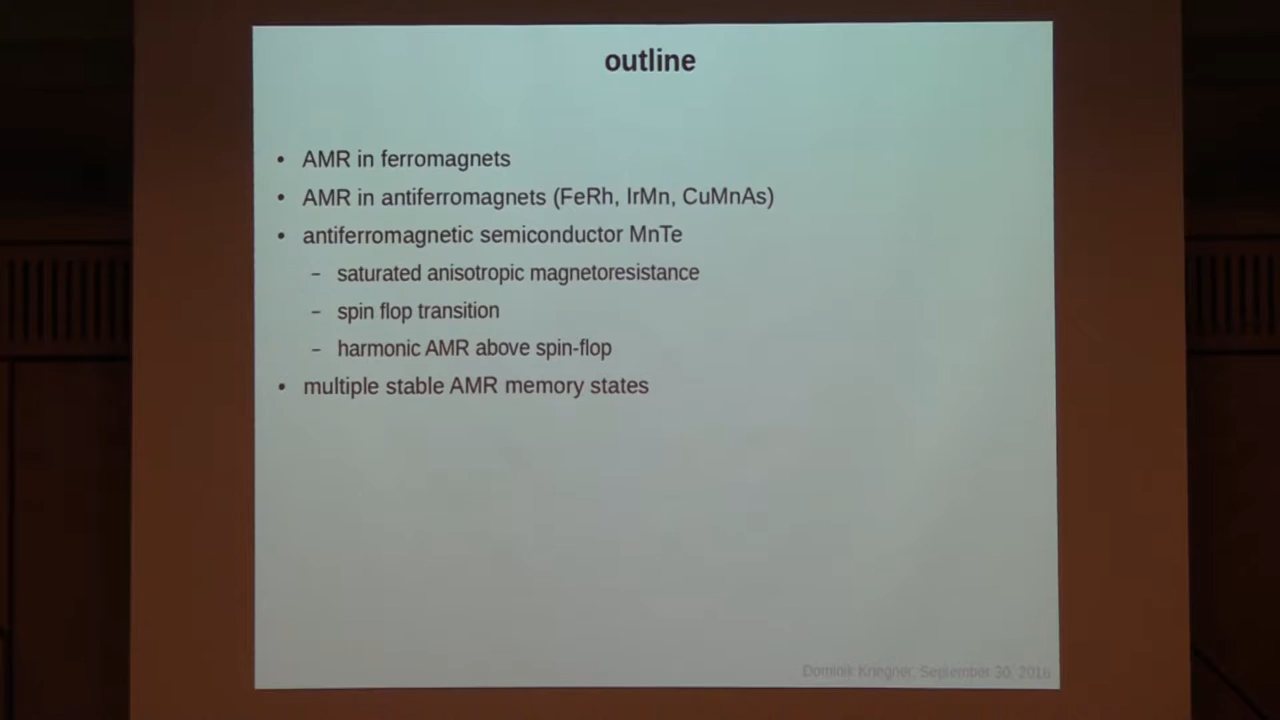 outline
• AMR in ferromagnets
• AMR in antiferromagnets (FeRh, IrMn, CuMnAs)
• antiferromagnetic semiconductor MnTe
– saturated anisotropic magnetoresistance
– spin flop transition
– harmonic AMR above spin-flop
• multiple stable AMR memory states
Dominik Kriegner, September 30, 2016